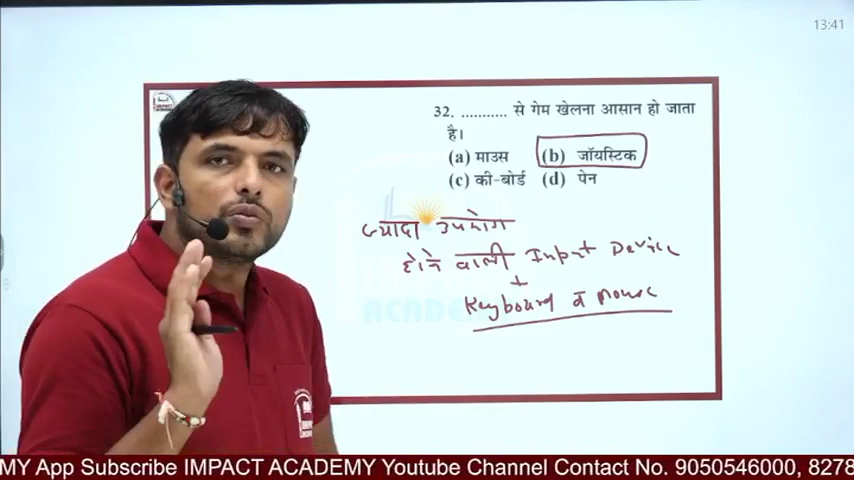 13:41
32. ........... से गेम खेलना आसान हो जाता
है।
(a) माउस (b) जॉयस्टिक
(c) की-बोर्ड (d) पेन
ज्यादा उपयोग
होने वाली Input Device
Keyboard व mouse
MY App Subscribe IMPACT ACADEMY Youtube Channel Contact No. 9050546000, 8278